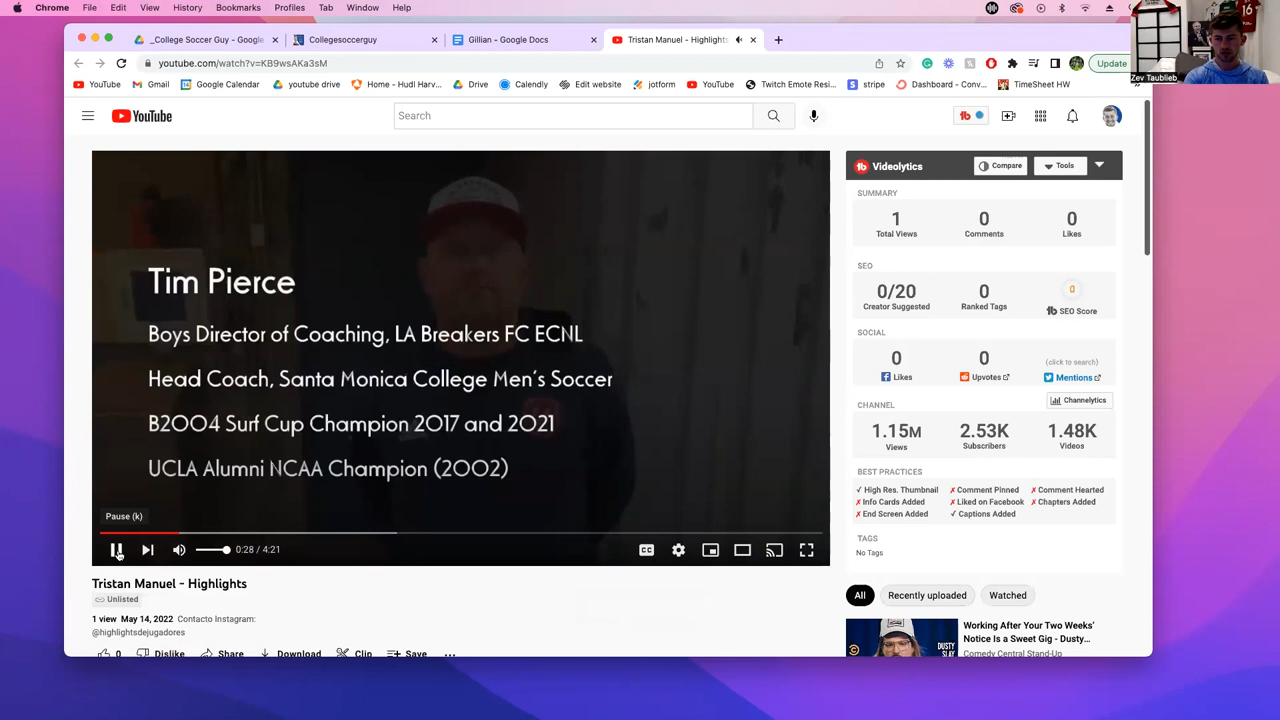 Chrome File Edit View History Bookmarks Profiles Tab Window Help
_College Soccer Guy - Google
Collegesoccerguy
Gillian - Google Docs
Tristan Manuel - Highlights
Zev Taublieb
youtube.com/watch?v=KB9wsAKa3sM
Update
YouTube Gmail Google Calendar youtube drive Home - Hudl Harv... Drive Calendly Edit website jotform YouTube Twitch Emote Resi... stripe Dashboard - Conv... TimeSheet HW
YouTube
Search
Tim Pierce
Boys Director of Coaching, LA Breakers FC ECNL
Head Coach, Santa Monica College Men's Soccer
B2004 Surf Cup Champion 2017 and 2021
UCLA Alumni NCAA Champion (2002)
Pause (k)
0:28 / 4:21
CC
Tristan Manuel - Highlights
Unlisted
1 view May 14, 2022 Contacto Instagram:
@highlightsdejugadores
0 Dislike Share Download Clip Save ...
tb Videolytics Compare Tools
SUMMARY
1 0 0
Total Views Comments Likes
SEO
0/20 0 0
Creator Suggested Ranked Tags tb SEO Score
SOCIAL
0 0 (click to search)
Likes Upvotes Mentions
CHANNEL Channelytics
1.15M 2.53K 1.48K
Views Subscribers Videos
BEST PRACTICES
✓ High Res. Thumbnail ✗ Comment Pinned ✗ Comment Hearted
✗ Info Cards Added ✗ Liked on Facebook ✗ Chapters Added
✗ End Screen Added ✓ Captions Added
TAGS
No Tags
All Recently uploaded Watched
Working After Your Two Weeks'
Notice Is a Sweet Gig - Dusty...
Comedy Central Stand-Up
DUSTY
SLAY